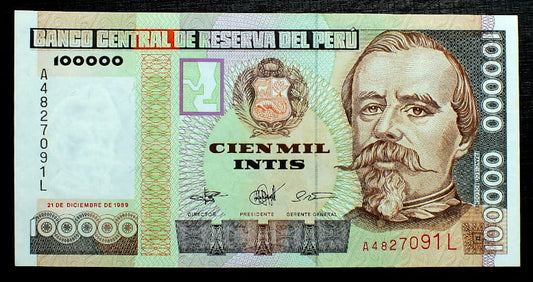 BANCO CENTRAL DE RESERVA DEL PERÚ
100000
A4827091L
CIEN MIL
INTIS
21 DE DICIEMBRE DE 1989
DIRECTOR PRESIDENTE GERENTE GENERAL
100000
A4827091L
100000
100000